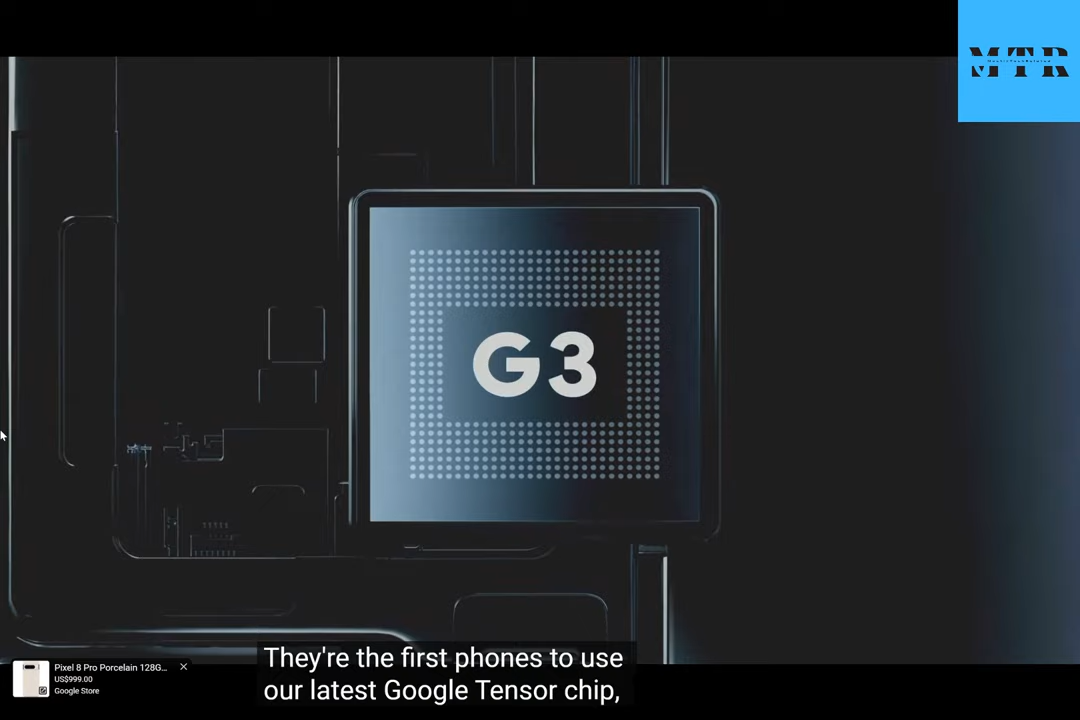 MTR
G3
They're the first phones to use
our latest Google Tensor chip,
Pixel 8 Pro Porcelain 128G...
US$999.00
Google Store